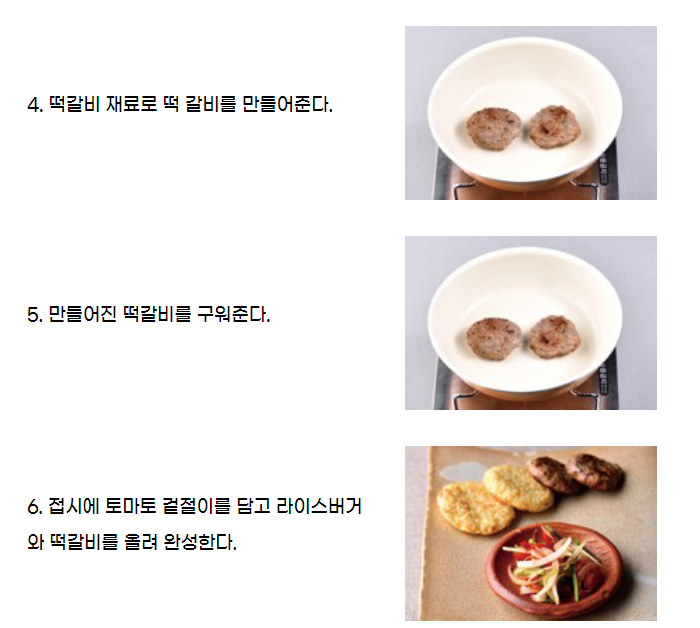 4. 떡갈비 재료로 떡 갈비를 만들어준다.
5. 만들어진 떡갈비를 구워준다.
6. 접시에 토마토 겉절이를 담고 라이스버거
와 떡갈비를 올려 완성한다.